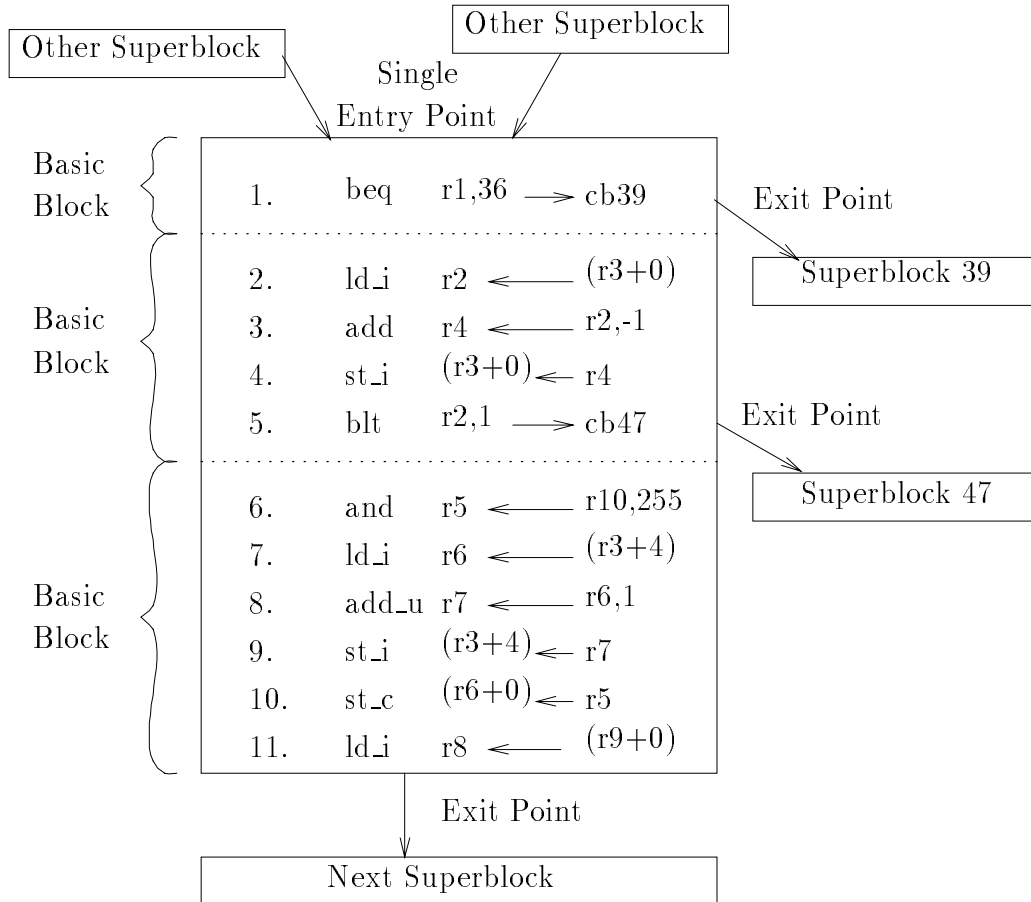 Other Superblock
Other Superblock
Single
Entry Point
Basic
Block
1. beq r1,36 → cb39
Exit Point
Superblock 39
Basic
Block
2. ld_i r2 ← (r3+0)
3. add r4 ← r2,-1
4. st_i (r3+0) ← r4
5. blt r2,1 → cb47
Exit Point
Superblock 47
Basic
Block
6. and r5 ← r10,255
7. ld_i r6 ← (r3+4)
8. add_u r7 ← r6,1
9. st_i (r3+4) ← r7
10. st_c (r6+0) ← r5
11. ld_i r8 ← (r9+0)
Exit Point
Next Superblock